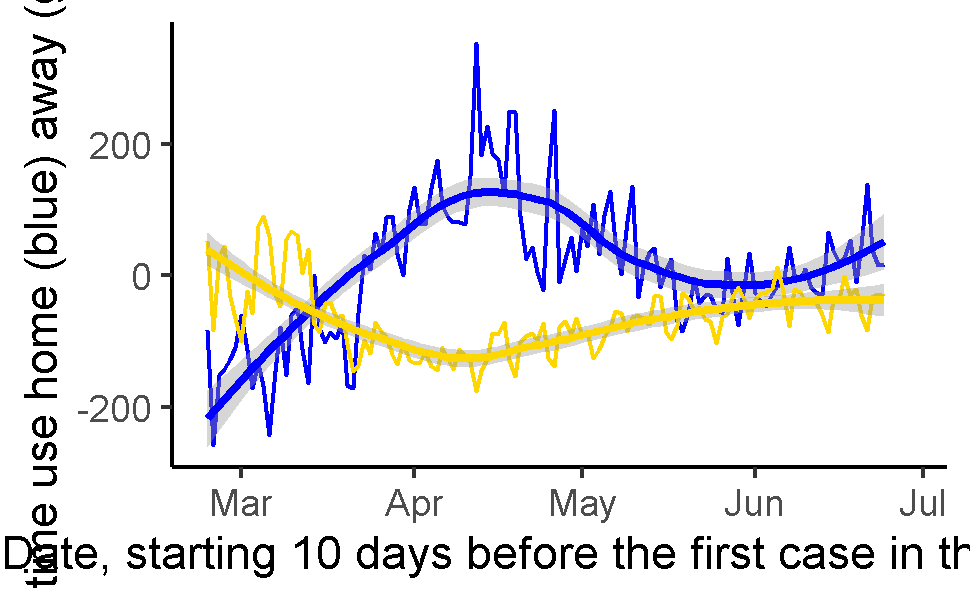 time use home (blue) away (
200
0
-200
Mar Apr May Jun Jul
Date, starting 10 days before the first case in th